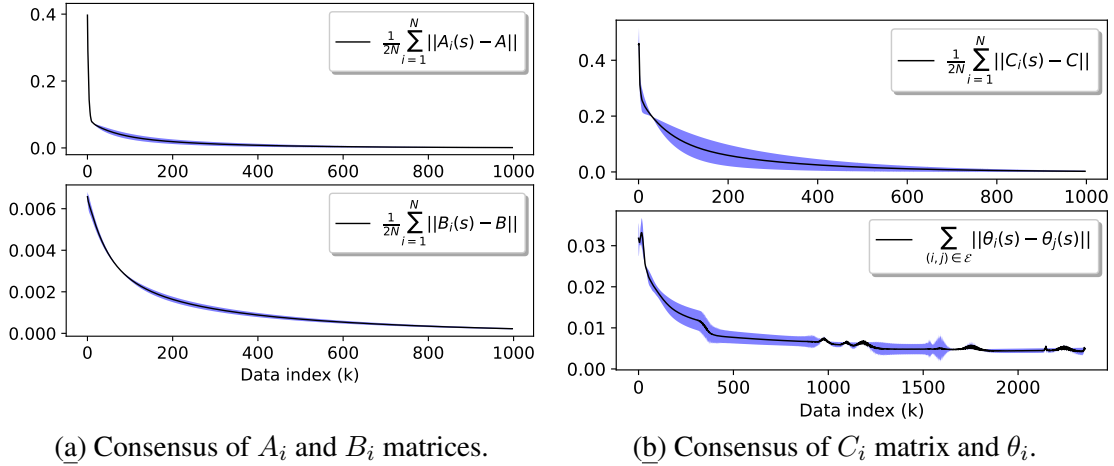 0.4
0.2
0.0
1/2N N∑i=1 ||A_i(s) − A||
0 200 400 600 800 1000
0.006
0.004
0.002
0.000
1/2N N∑i=1 ||B_i(s) − B||
0 200 400 600 800 1000
Data index (k)
(a) Consensus of A_i and B_i matrices.
0.4
0.2
0.0
1/2N N∑i=1 ||C_i(s) − C||
0 200 400 600 800 1000
0.03
0.02
0.01
0.00
∑(i, j) ∈ ℰ ||θ_i(s) − θ_j(s)||
0 500 1000 1500 2000
Data index (k)
(b) Consensus of C_i matrix and θ_i.